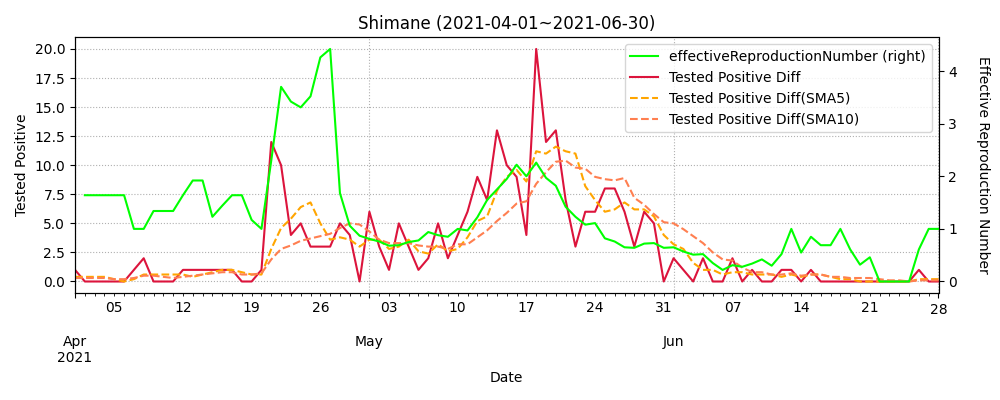 Shimane (2021-04-01~2021-06-30)
effectiveReproductionNumber (right)
Tested Positive Diff
Tested Positive Diff(SMA5)
Tested Positive Diff(SMA10)
Tested Positive
20.0
17.5
15.0
12.5
10.0
7.5
5.0
2.5
0.0
Effective Reproduction Number
4
3
2
1
0
05 12 19 26 03 10 17 24 31 07 14 21 28
Apr May Jun
2021
Date